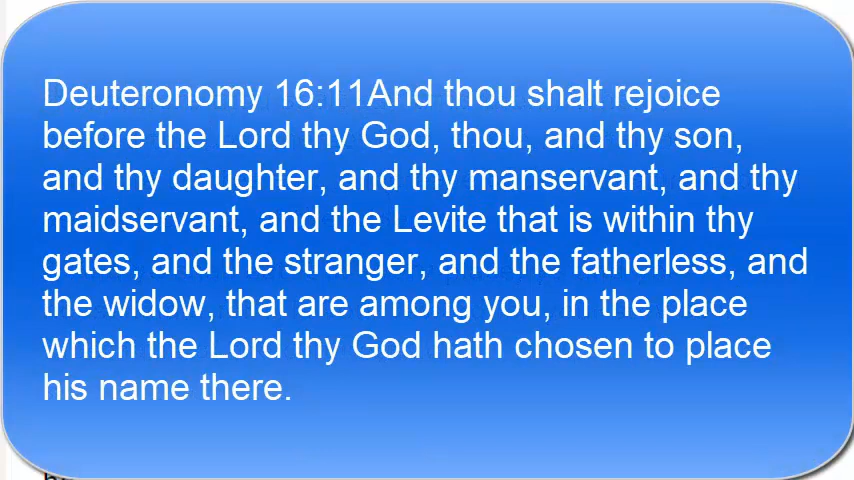 Deuteronomy 16:11And thou shalt rejoice
before the Lord thy God, thou, and thy son,
and thy daughter, and thy manservant, and thy
maidservant, and the Levite that is within thy
gates, and the stranger, and the fatherless, and
the widow, that are among you, in the place
which the Lord thy God hath chosen to place
his name there.